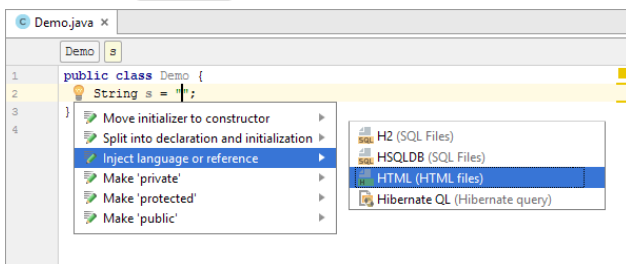 Demo.java ×
Demo s
1 public class Demo {
2 String s = "";
3 }
4
Move initializer to constructor
Split into declaration and initialization
Inject language or reference
Make 'private'
Make 'protected'
Make 'public'
H2 (SQL Files)
HSQLDB (SQL Files)
HTML (HTML files)
Hibernate QL (Hibernate query)